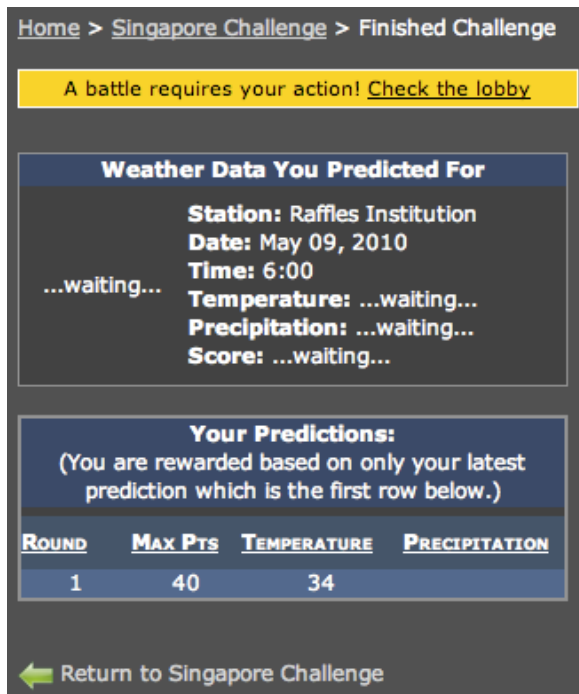 Home > Singapore Challenge > Finished Challenge
A battle requires your action! Check the lobby
Weather Data You Predicted For
...waiting...
Station: Raffles Institution
Date: May 09, 2010
Time: 6:00
Temperature: ...waiting...
Precipitation: ...waiting...
Score: ...waiting...
Your Predictions:
(You are rewarded based on only your latest
prediction which is the first row below.)
Round Max Pts Temperature Precipitation
1 40 34
Return to Singapore Challenge